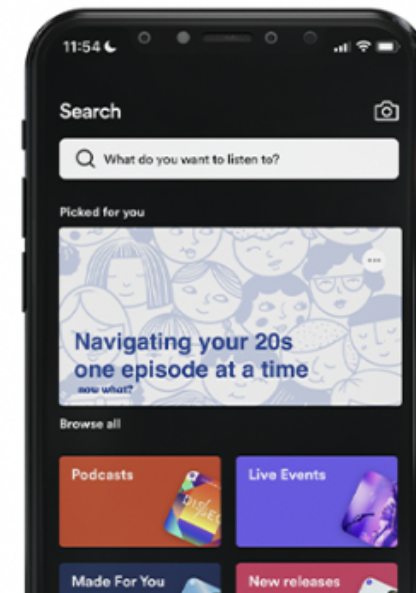 11:54
Search
What do you want to listen to?
Picked for you
Navigating your 20s
one episode at a time
now what?
Browse all
Podcasts
Live Events
Made For You
New releases